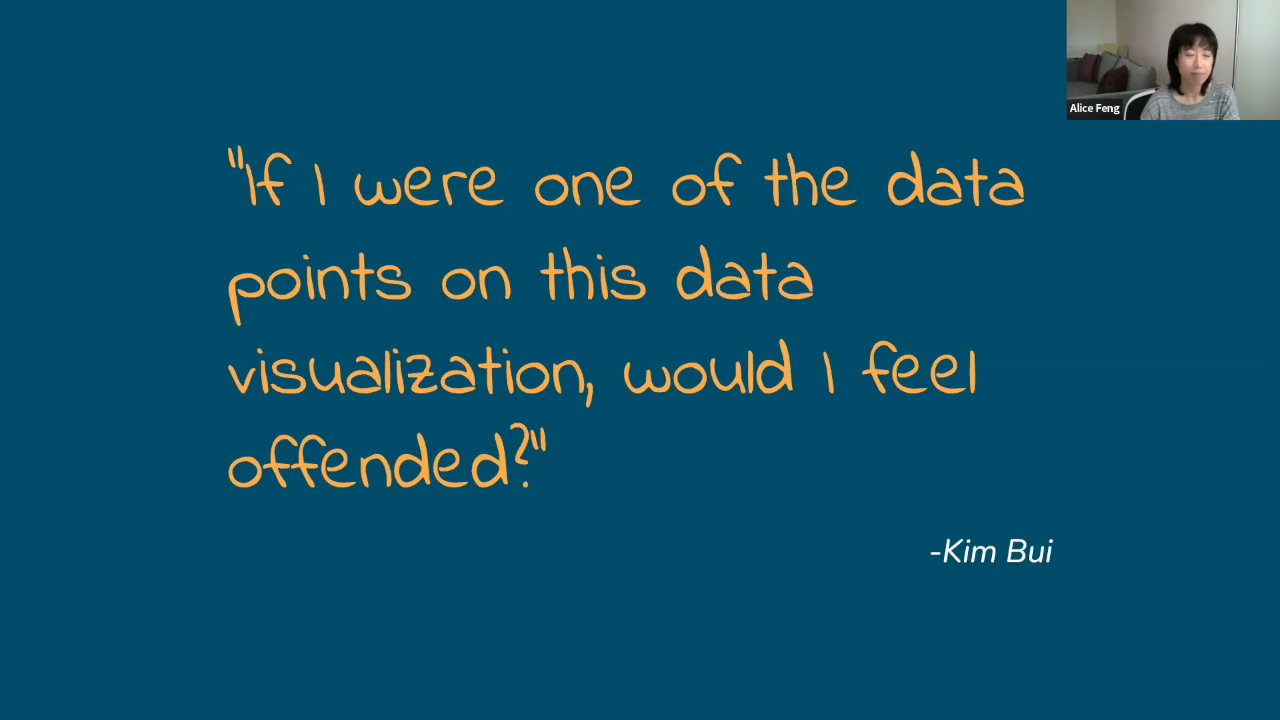 Alice Feng
"If I were one of the data
points on this data
visualization, would I feel
offended?"
-Kim Bui